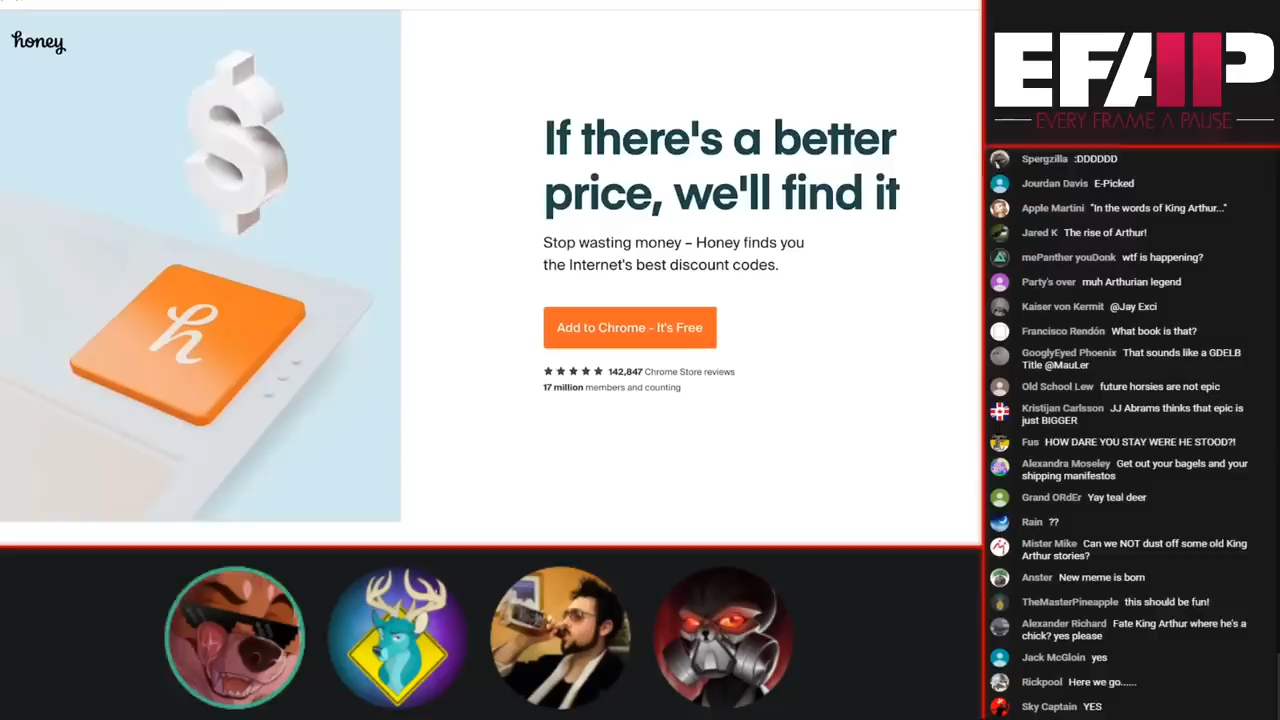 honey
If there's a better
price, we'll find it
Stop wasting money – Honey finds you
the Internet's best discount codes.
Add to Chrome - It's Free
★★★★★ 142,847 Chrome Store reviews
17 million members and counting
h
$
EFAP
EVERY FRAME A PAUSE
Spergzilla :DDDDDD
Jourdan Davis E-Picked
Apple Martini "In the words of King Arthur..."
Jared K The rise of Arthur!
mePanther youDonk wtf is happening?
Party's over muh Arthurian legend
Kaiser von Kermit @Jay Exci
Francisco Rendón What book is that?
GooglyEyed Phoenix That sounds like a GDELB
Title @MauLer
Old School Lew future horsies are not epic
Kristijan Carlsson JJ Abrams thinks that epic is
just BIGGER
Fus HOW DARE YOU STAY WERE HE STOOD?!
Alexandra Moseley Get out your bagels and your
shipping manifestos
Grand ORdEr Yay teal deer
Rain ??
Mister Mike Can we NOT dust off some old King
Arthur stories?
Anster New meme is born
TheMasterPineapple this should be fun!
Alexander Richard Fate King Arthur where he's a
chick? yes please
Jack McGloin yes
Rickpool Here we go......
Sky Captain YES